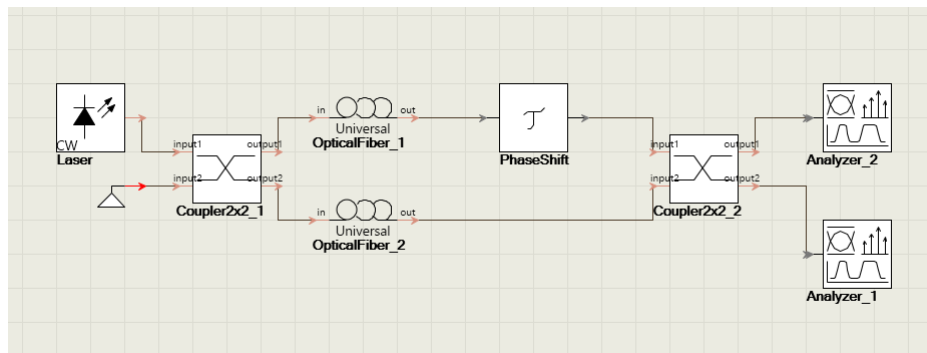 CW
Laser
input1
output1
input2
output2
Coupler2x2_1
in
out
Universal
OpticalFiber_1
in
out
Universal
OpticalFiber_2
τ
PhaseShift
input1
output1
input2
output2
Coupler2x2_2
Analyzer_2
Analyzer_1